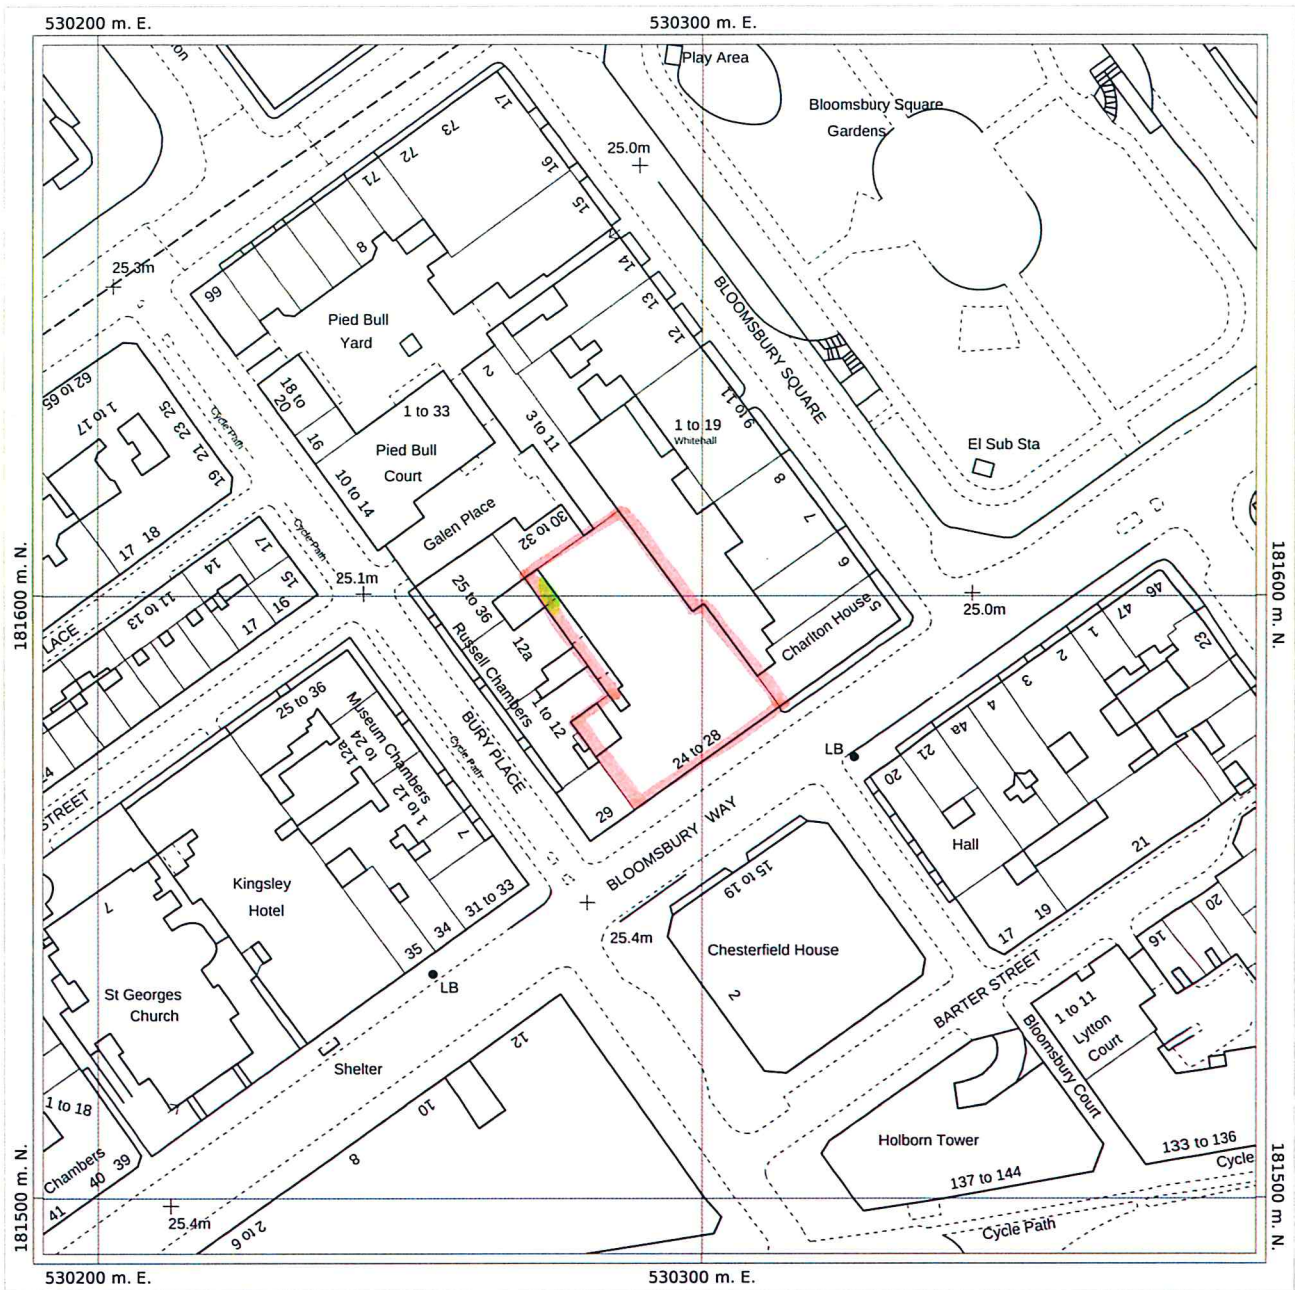 530200 m. E.
530300 m. E.
Play Area
Bloomsbury Square
Gardens
17
73
72
71
16
15
25.0m
8
14
13
12
25.3m
66
Pied Bull
Yard
BLOOMSBURY SQUARE
62 to 65
1 to 17
25
23
21
19
18 to
20
16
Cycle Path
2
1 to 33
3 to 11
9 to 11
1 to 19
Whitehall
Pied Bull
Court
10 to 14
El Sub Sta
8
7
6
5
Galen Place
30 to 32
17 18
Cycle Path
17
14
15
16
17
11 to 13
25.1m
25 to 36
12a
Russell Chambers
1 to 12
25.0m
Charlton House
181600 m. N.
181600 m. N.
LACE
46
47
1
2
3
4
4a
21
20
23
25 to 36
Museum Chambers
12a
to 24
1 to 12
7
BURY PLACE
Cycle Path
24 to 28
29
LB
BLOOMSBURY WAY
24
STREET
Hall
21
15 to 19
Kingsley
Hotel
31 to 33
34
35
25.4m
Chesterfield House
2
17
19
20
16
7
LB
BARTER STREET
St Georges
Church
1 to 11
Lytton
Court
Bloomsbury Court
Shelter
12
10
8
2 to 6
1 to 18
Chambers
39
40
41
Holborn Tower
137 to 144
133 to 136
Cycle
Cycle Path
25.4m
181500 m. N.
181500 m. N.
530200 m. E.
530300 m. E.